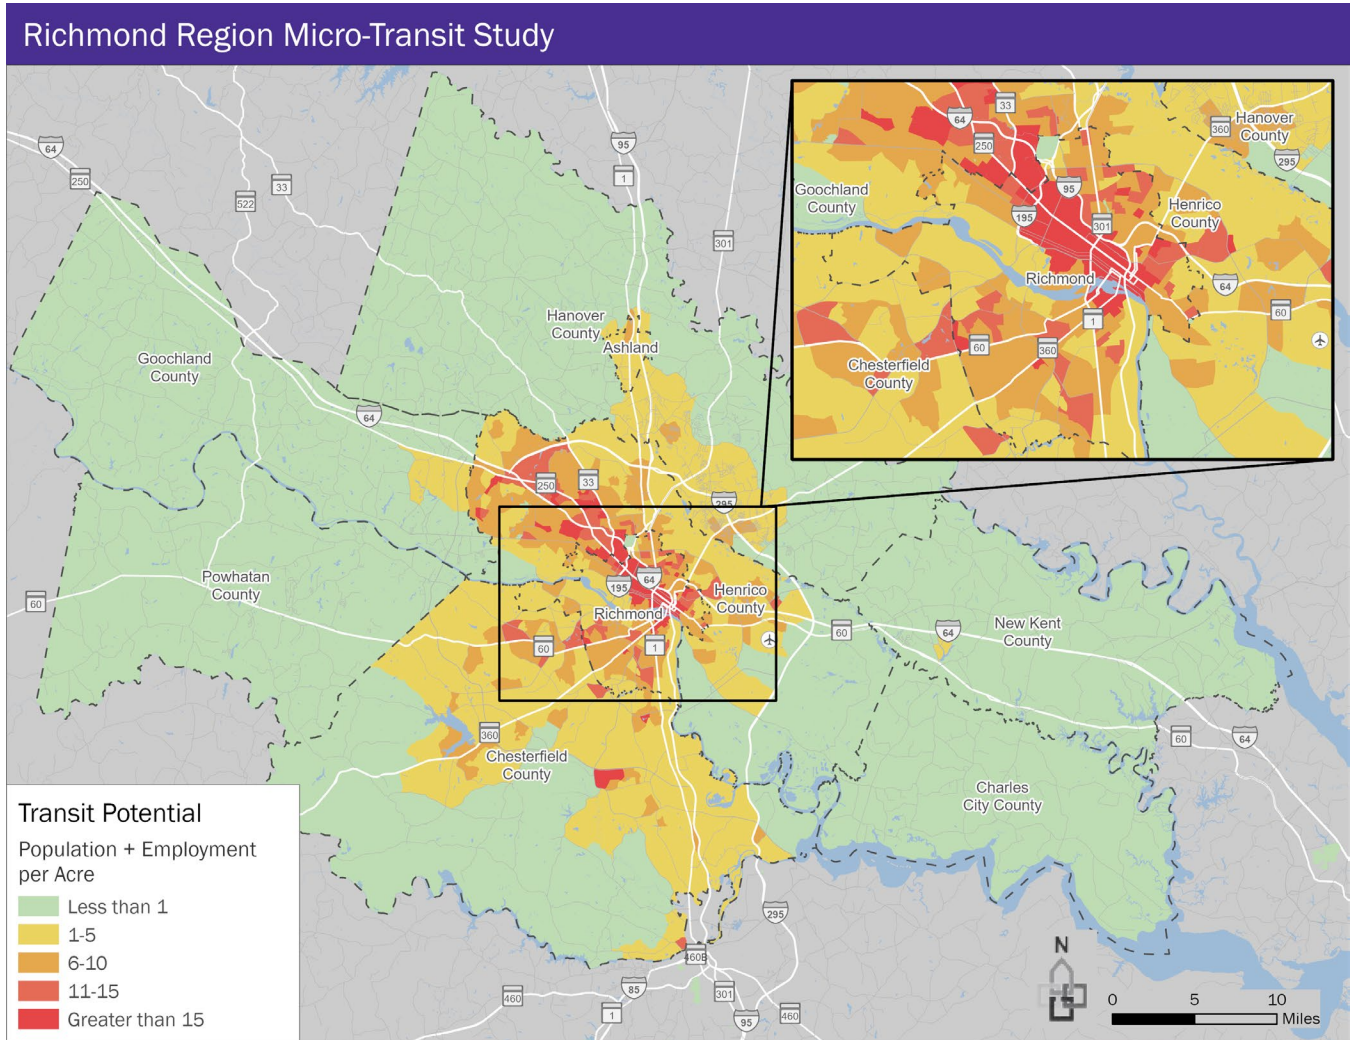 Richmond Region Micro-Transit Study
64
250
522
33
95
1
301
Hanover
County
Ashland
Goochland
County
64
250
33
295
Powhatan
County
60
195
64
Richmond
Henrico
County
60
1
60
64
New Kent
County
360
Chesterfield
County
60
64
Charles
City County
295
460B
85
460
1
301
95
460
33
64
250
360
Hanover
County
295
Goochland
County
95
195
301
Henrico
County
Richmond
64
1
60
60
360
Chesterfield
County
Transit Potential
Population + Employment
per Acre
Less than 1
1-5
6-10
11-15
Greater than 15
N
0 5 10
Miles